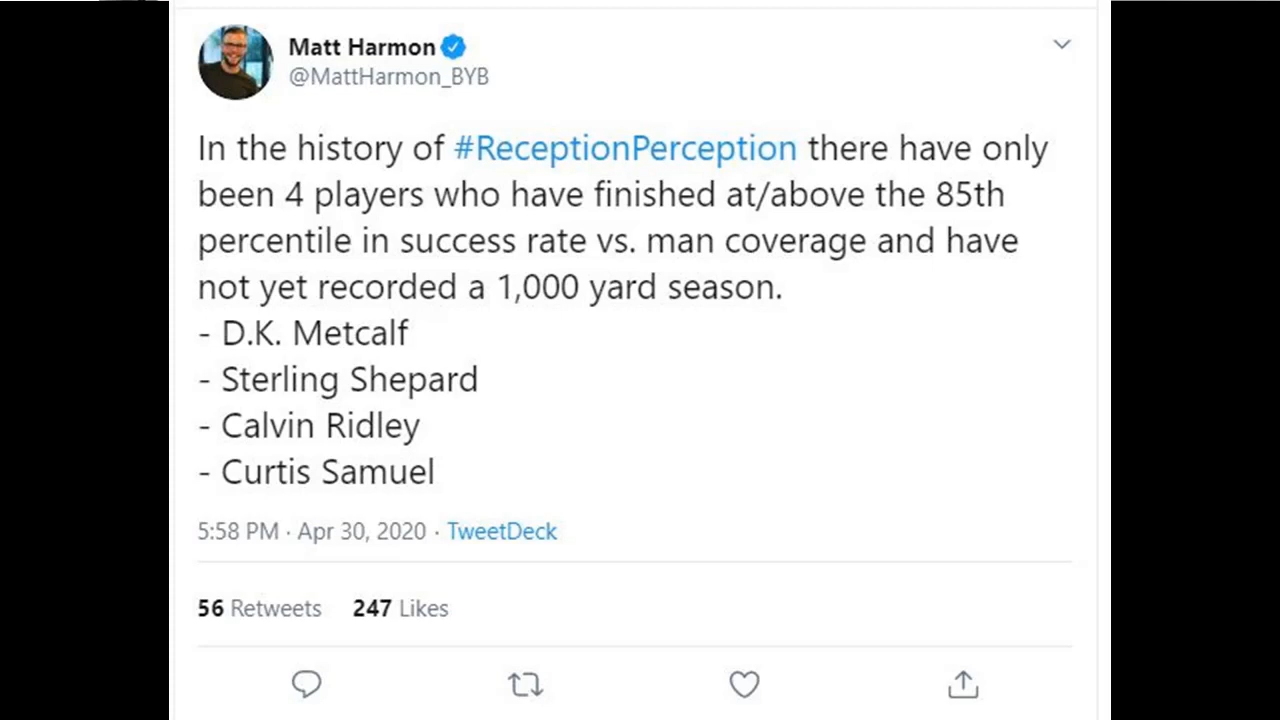 Matt Harmon
@MattHarmon_BYB
In the history of #ReceptionPerception there have only
been 4 players who have finished at/above the 85th
percentile in success rate vs. man coverage and have
not yet recorded a 1,000 yard season.
- D.K. Metcalf
- Sterling Shepard
- Calvin Ridley
- Curtis Samuel
5:58 PM · Apr 30, 2020 · TweetDeck
56 Retweets 247 Likes